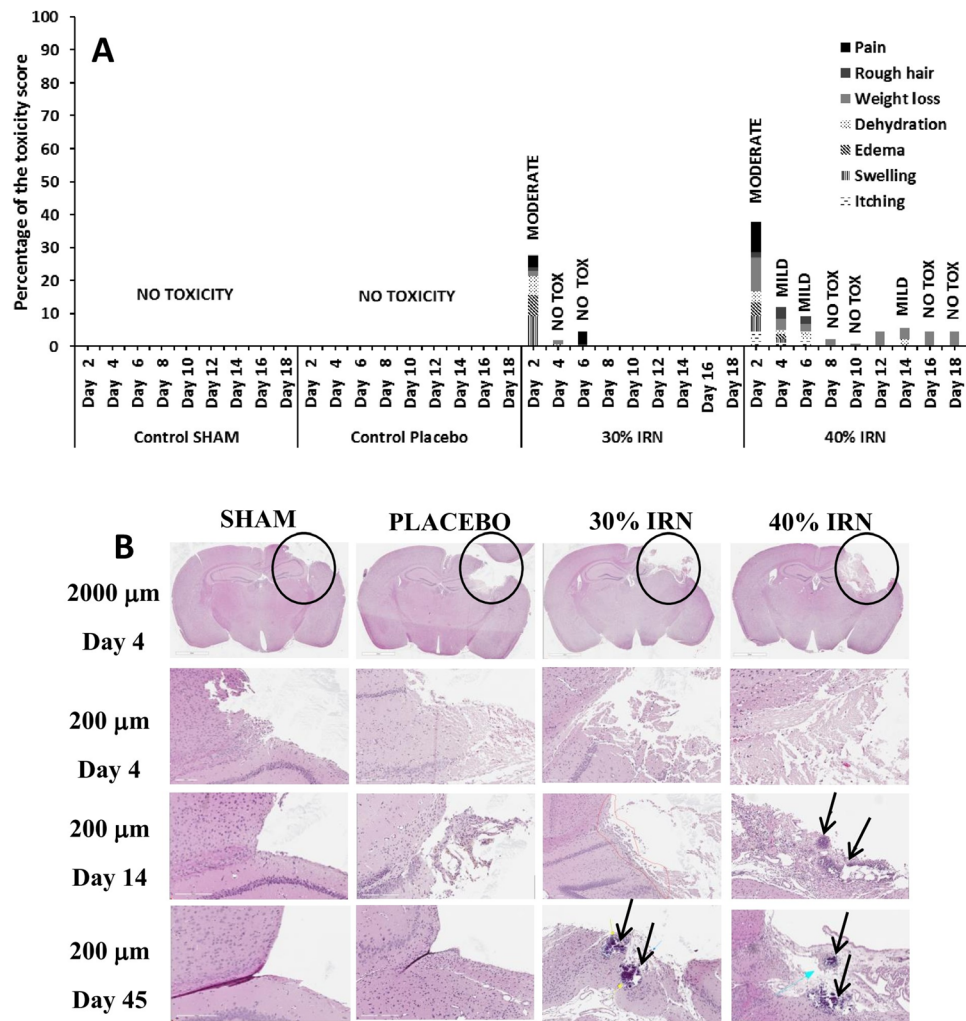 A
Percentage of the toxicity score
100
90
80
70
60
50
40
30
20
10
0
Pain
Rough hair
Weight loss
Dehydration
Edema
Swelling
Itching
NO TOXICITY
NO TOXICITY
MODERATE
NO TOX
NO TOX
MODERATE
MILD
MILD
NO TOX
NO TOX
MILD
NO TOX
NO TOX
Day 2
Day 4
Day 6
Day 8
Day 10
Day 12
Day 14
Day 16
Day 18
Day 2
Day 4
Day 6
Day 8
Day 10
Day 12
Day 14
Day 16
Day 18
Day 2
Day 4
Day 6
Day 8
Day 10
Day 12
Day 14
Day 16
Day 18
Day 2
Day 4
Day 6
Day 8
Day 10
Day 12
Day 14
Day 16
Day 18
Control SHAM
Control Placebo
30% IRN
40% IRN
B
SHAM
PLACEBO
30% IRN
40% IRN
2000 μm
Day 4
200 μm
Day 4
200 μm
Day 14
200 μm
Day 45